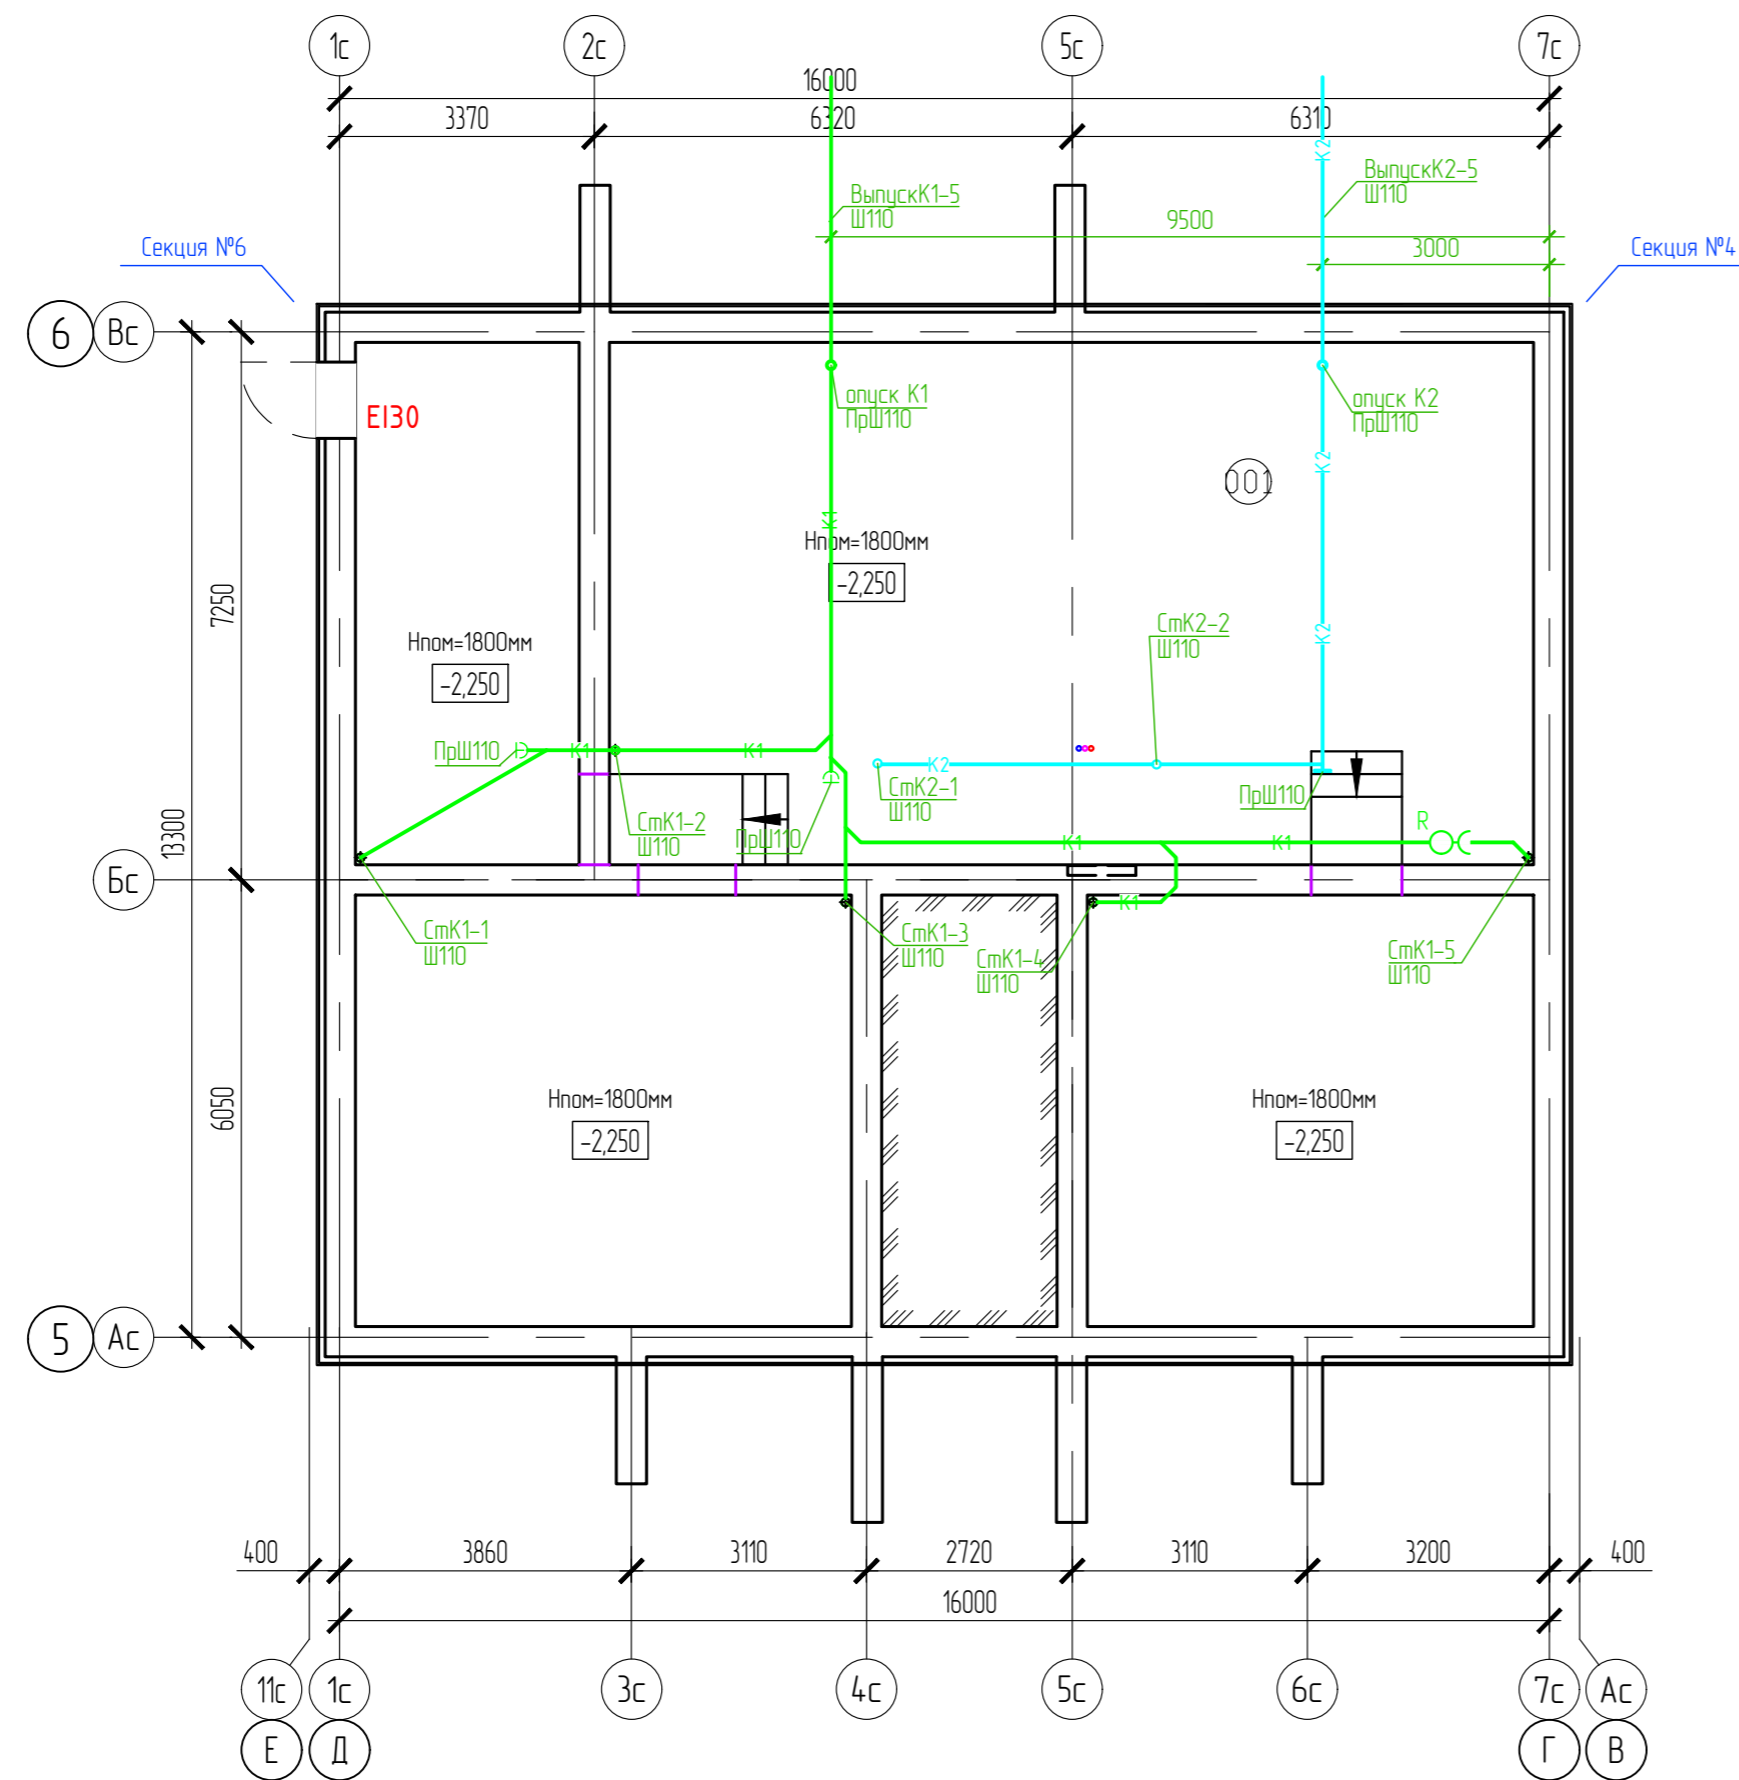 1с
2с
5с
7с
16000
3370
6320
6310
ВыпускК1-5
Ш110
К2
ВыпускК2-5
Ш110
9500
3000
Секция №6
Секция №4
6
Вс
EI30
опуск К1
ПрШ110
опуск К2
ПрШ110
К2
001
К1
Нпом=1800мм
-2,250
7250
13300
Нпом=1800мм
-2,250
СтК2-2
Ш110
К2
ПрШ110
К1
К1
СтК1-2
Ш110
ПрШ110
К2
СтК2-1
Ш110
ПрШ110
R
К1
К1
Бс
К1
СтК1-1
Ш110
СтК1-3
Ш110
СтК1-4
Ш110
СтК1-5
Ш110
6050
Нпом=1800мм
-2,250
Нпом=1800мм
-2,250
5
Ас
400
3860
3110
2720
3110
3200
400
16000
11с
1с
3с
4с
5с
6с
7с
Ас
Е
Д
Г
В